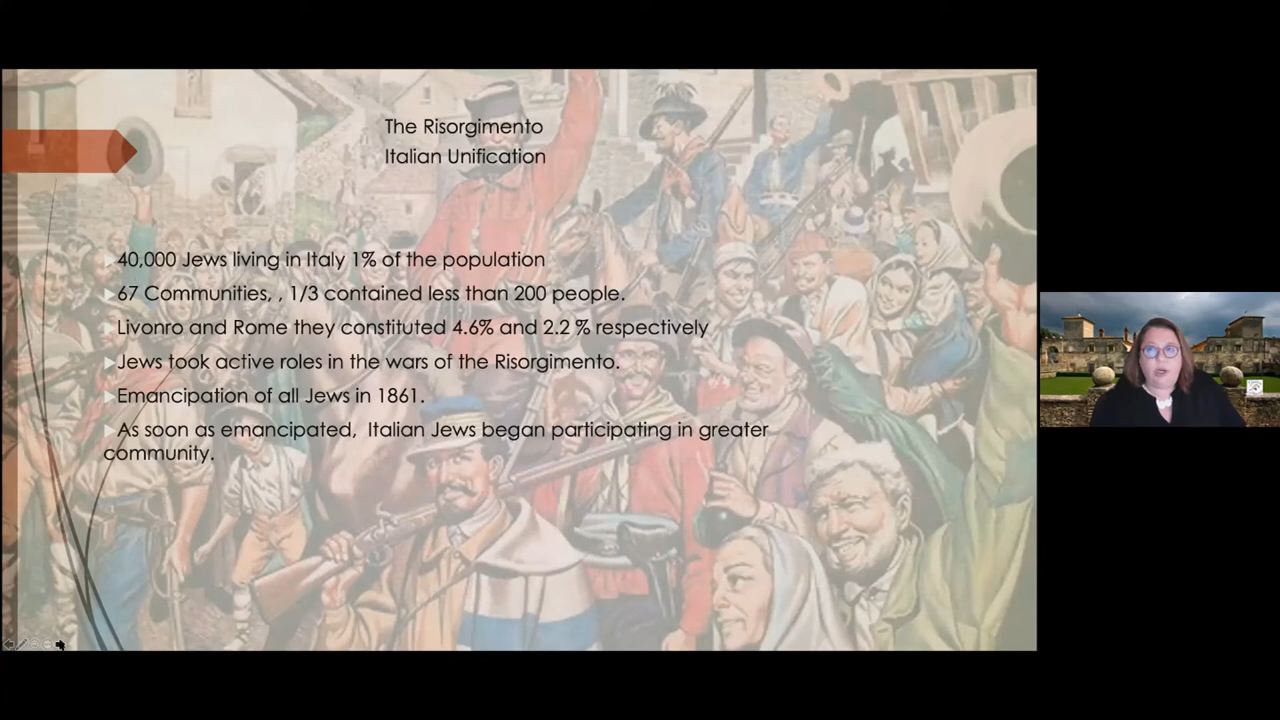 The Risorgimento
Italian Unification
40,000 Jews living in Italy 1% of the population
67 Communities, , 1/3 contained less than 200 people.
Livonro and Rome they constituted 4.6% and 2.2 % respectively
Jews took active roles in the wars of the Risorgimento.
Emancipation of all Jews in 1861.
As soon as emancipated,  Italian Jews began participating in greater
community.